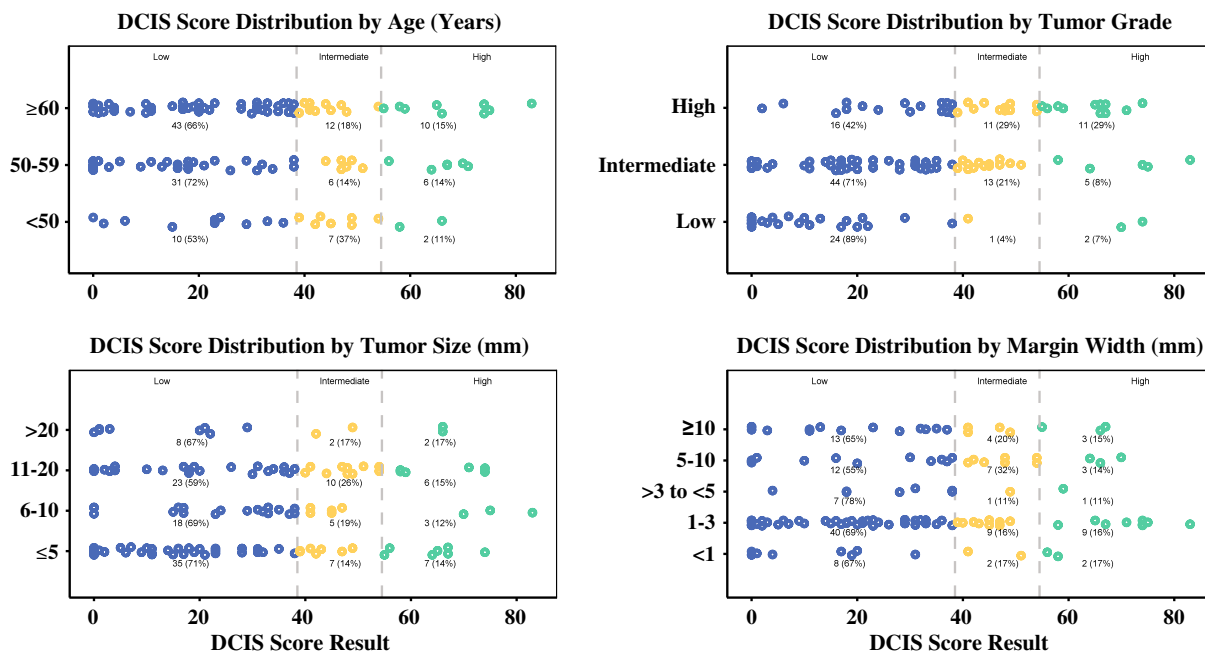 DCIS Score Distribution by Age (Years)
Low Intermediate High
≥60
43 (66%) 12 (18%) 10 (15%)
50-59
31 (72%) 6 (14%) 6 (14%)
<50
10 (53%) 7 (37%) 2 (11%)
0 20 40 60 80
DCIS Score Distribution by Tumor Grade
Low Intermediate High
High
16 (42%) 11 (29%) 11 (29%)
Intermediate
44 (71%) 13 (21%) 5 (8%)
Low
24 (89%) 1 (4%) 2 (7%)
0 20 40 60 80
DCIS Score Distribution by Tumor Size (mm)
Low Intermediate High
>20
8 (67%) 2 (17%) 2 (17%)
11-20
23 (59%) 10 (26%) 6 (15%)
6-10
18 (69%) 5 (19%) 3 (12%)
≤5
35 (71%) 7 (14%) 7 (14%)
0 20 40 60 80
DCIS Score Result
DCIS Score Distribution by Margin Width (mm)
Low Intermediate High
≥10
13 (65%) 4 (20%) 3 (15%)
5-10
12 (55%) 7 (32%) 3 (14%)
>3 to <5
7 (78%) 1 (11%) 1 (11%)
1-3
40 (69%) 9 (16%) 9 (16%)
<1
8 (67%) 2 (17%) 2 (17%)
0 20 40 60 80
DCIS Score Result